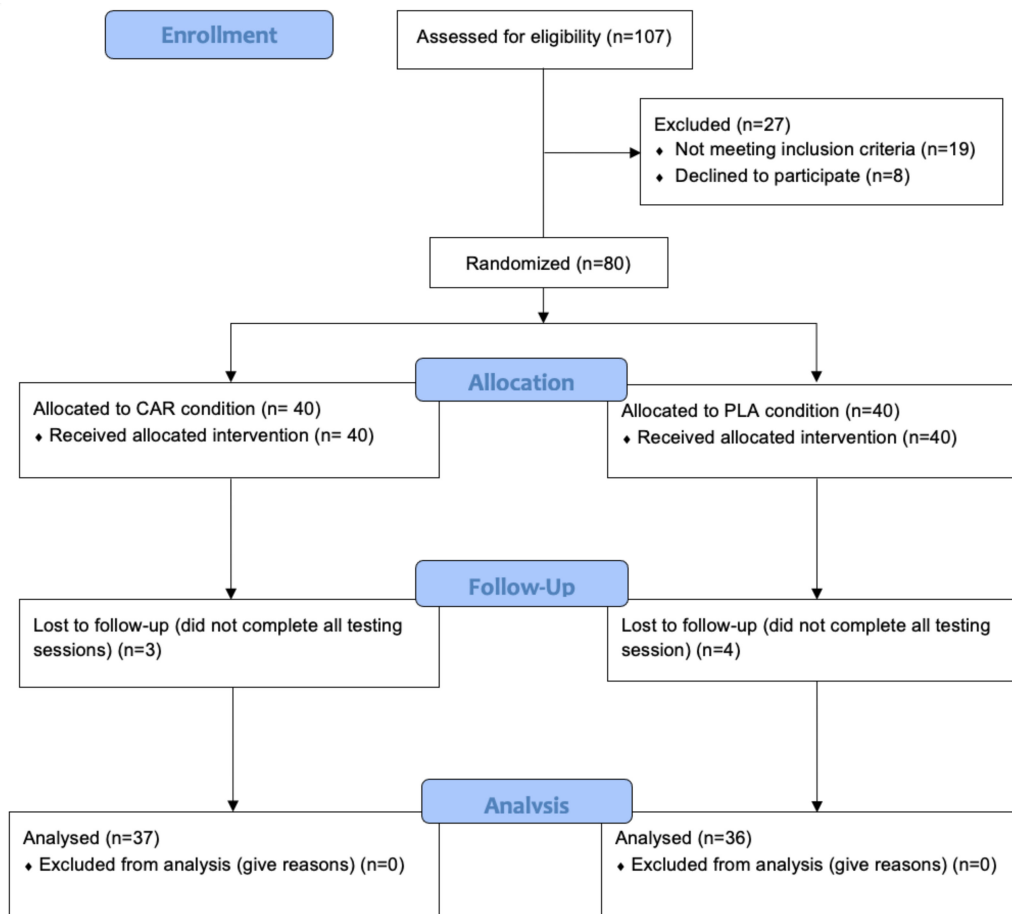 Enrollment
Assessed for eligibility (n=107)
Excluded (n=27)
♦ Not meeting inclusion criteria (n=19)
♦ Declined to participate (n=8)
Randomized (n=80)
Allocation
Allocated to CAR condition (n= 40)
♦ Received allocated intervention (n= 40)
Allocated to PLA condition (n=40)
♦ Received allocated intervention (n=40)
Follow-Up
Lost to follow-up (did not complete all testing
sessions) (n=3)
Lost to follow-up (did not complete all testing
session) (n=4)
Analysis
Analysed (n=37)
♦ Excluded from analysis (give reasons) (n=0)
Analysed (n=36)
♦ Excluded from analysis (give reasons) (n=0)